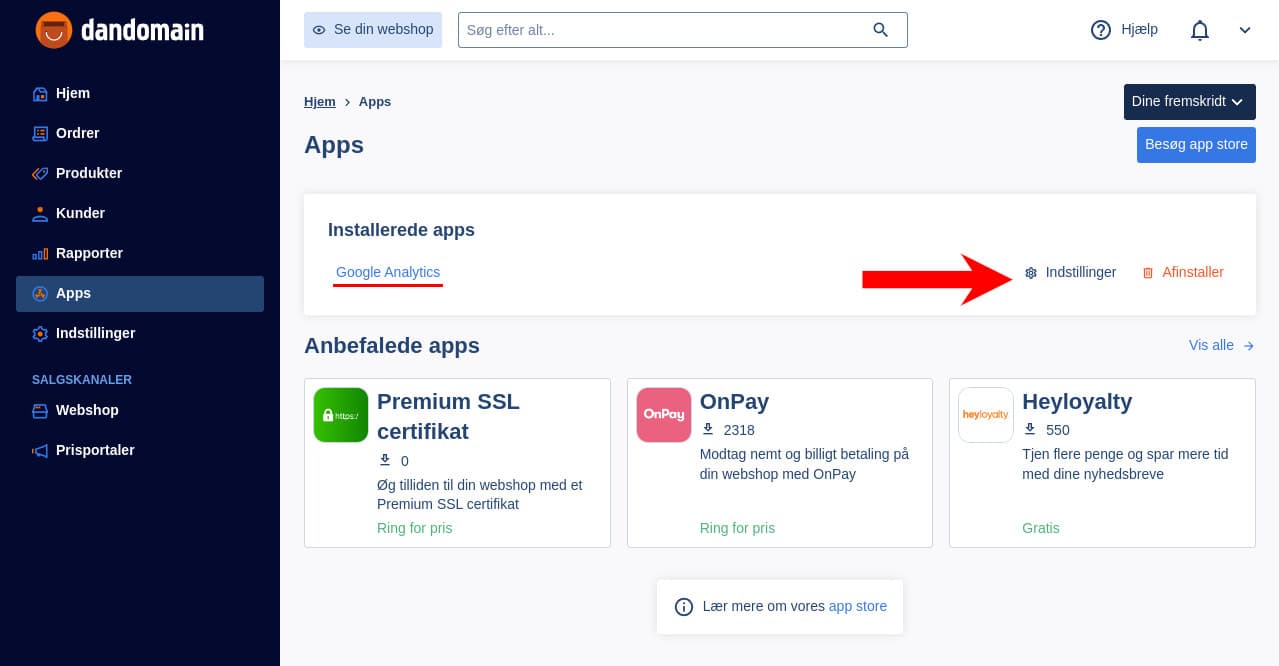 dandomain
Se din webshop
Søg efter alt...
Hjælp
Hjem
Ordrer
Produkter
Kunder
Rapporter
Apps
Indstillinger
SALGSKANALER
Webshop
Prisportaler
Hjem > Apps
Dine fremskridt
Apps
Besøg app store
Installerede apps
Google Analytics
Indstillinger
Afinstaller
Anbefalede apps
Vis alle
https:/
Premium SSL
certifikat
0
Øg tilliden til din webshop med et
Premium SSL certifikat
Ring for pris
OnPay
OnPay
2318
Modtag nemt og billigt betaling på
din webshop med OnPay
Ring for pris
heyloyalty
Heyloyalty
550
Tjen flere penge og spar mere tid
med dine nyhedsbreve
Gratis
Lær mere om vores app store